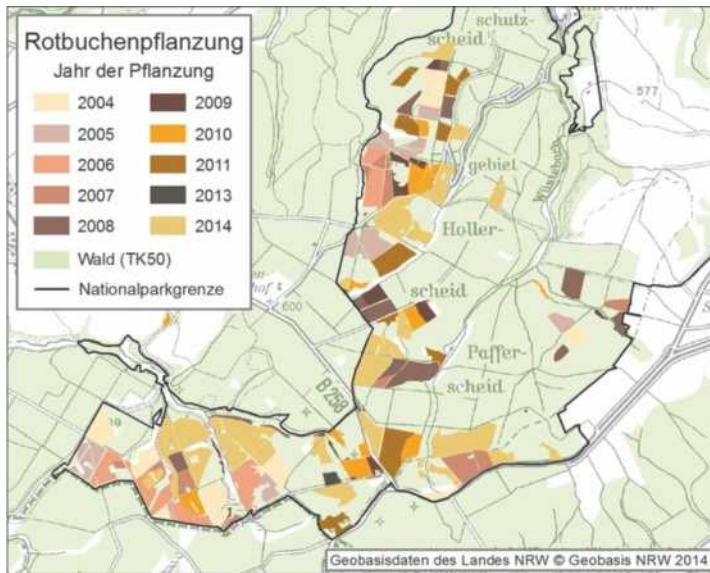 Rotbuchenpflanzung
Jahr der Pflanzung
2004
2009
2005
2010
2006
2011
2007
2013
2008
2014
Wald (TK50)
Nationalparkgrenze
schutz-
scheid
577
gebiet
Wüstebach
Holler-
scheid
600
Paffer-
scheid
B 258
Geobasisdaten des Landes NRW © Geobasis NRW 2014